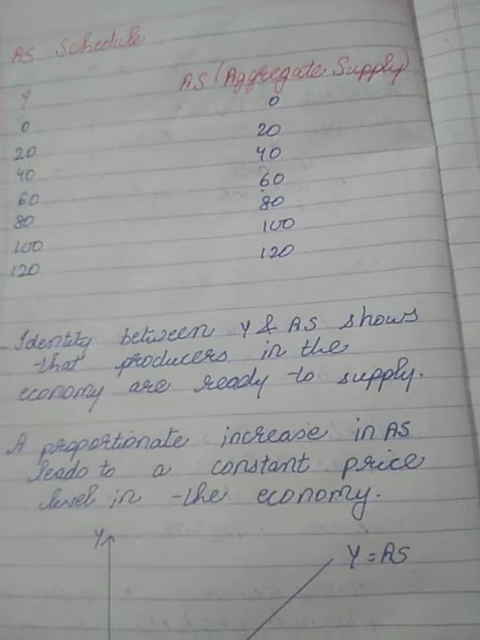 AS Schedule
Y AS (Aggregate Supply)
0 0
20 20
40 40
60 60
80 80
100 100
120 120
Identity between Y & AS shows
that producers in the
economy are ready to supply.
A proportionate increase in AS
leads to a constant price
level in the economy.
Y Y = AS